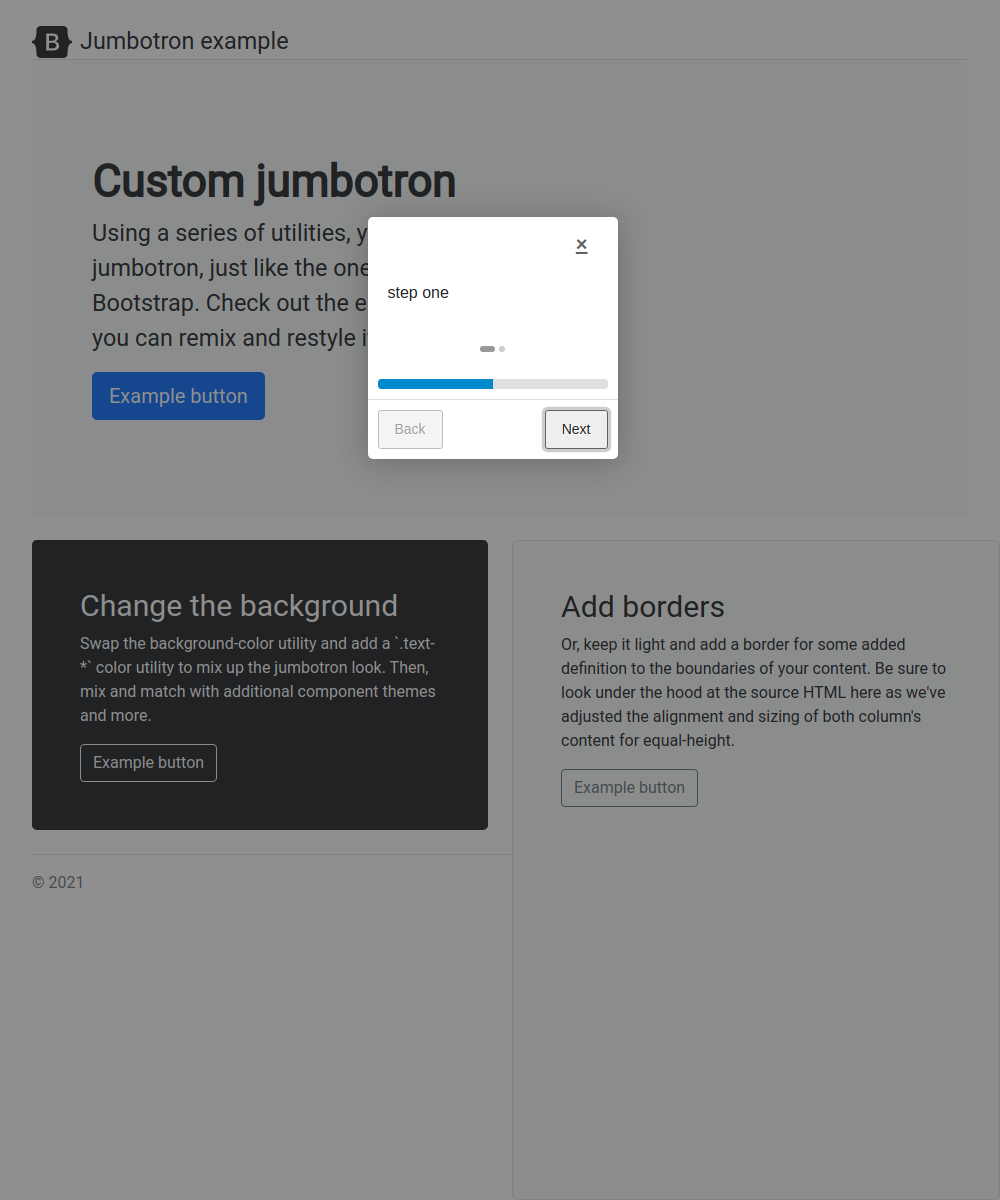 B Jumbotron example
Custom jumbotron
Using a series of utilities, y
jumbotron, just like the one
Bootstrap. Check out the e
you can remix and restyle i
Example button
×
step one
Back
Next
Change the background
Swap the background-color utility and add a `.text-
*` color utility to mix up the jumbotron look. Then,
mix and match with additional component themes
and more.
Example button
Add borders
Or, keep it light and add a border for some added
definition to the boundaries of your content. Be sure to
look under the hood at the source HTML here as we've
adjusted the alignment and sizing of both column's
content for equal-height.
Example button
© 2021